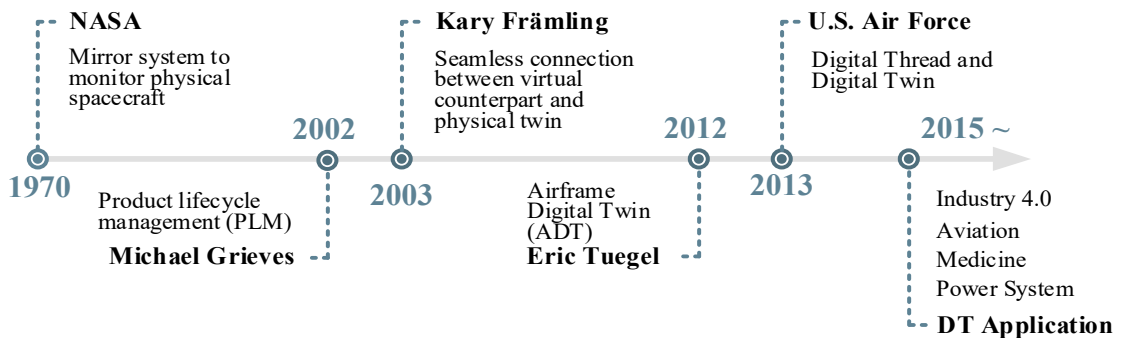 NASA
Mirror system to
monitor physical
spacecraft
1970
2002
Product lifecycle
management (PLM)
Michael Grieves
Kary Främling
Seamless connection
between virtual
counterpart and
physical twin
2003
2012
Airframe
Digital Twin
(ADT)
Eric Tuegel
U.S. Air Force
Digital Thread and
Digital Twin
2013
2015 ~
Industry 4.0
Aviation
Medicine
Power System
DT Application